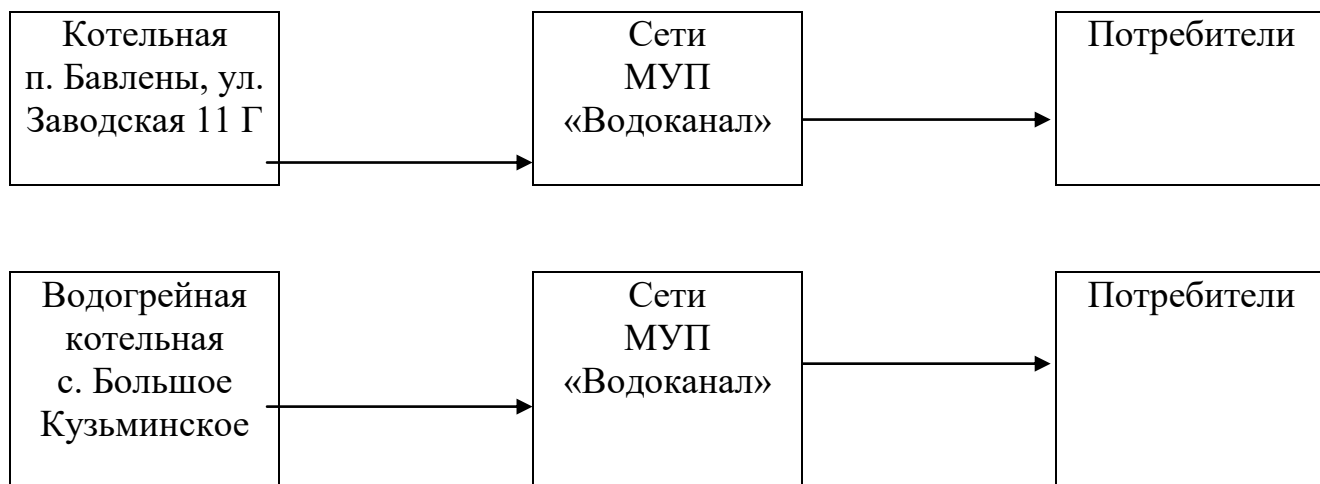 Котельная
п. Бавлены, ул.
Заводская 11 Г
Сети
МУП
«Водоканал»
Потребители
Водогрейная
котельная
с. Большое
Кузьминское
Сети
МУП
«Водоканал»
Потребители